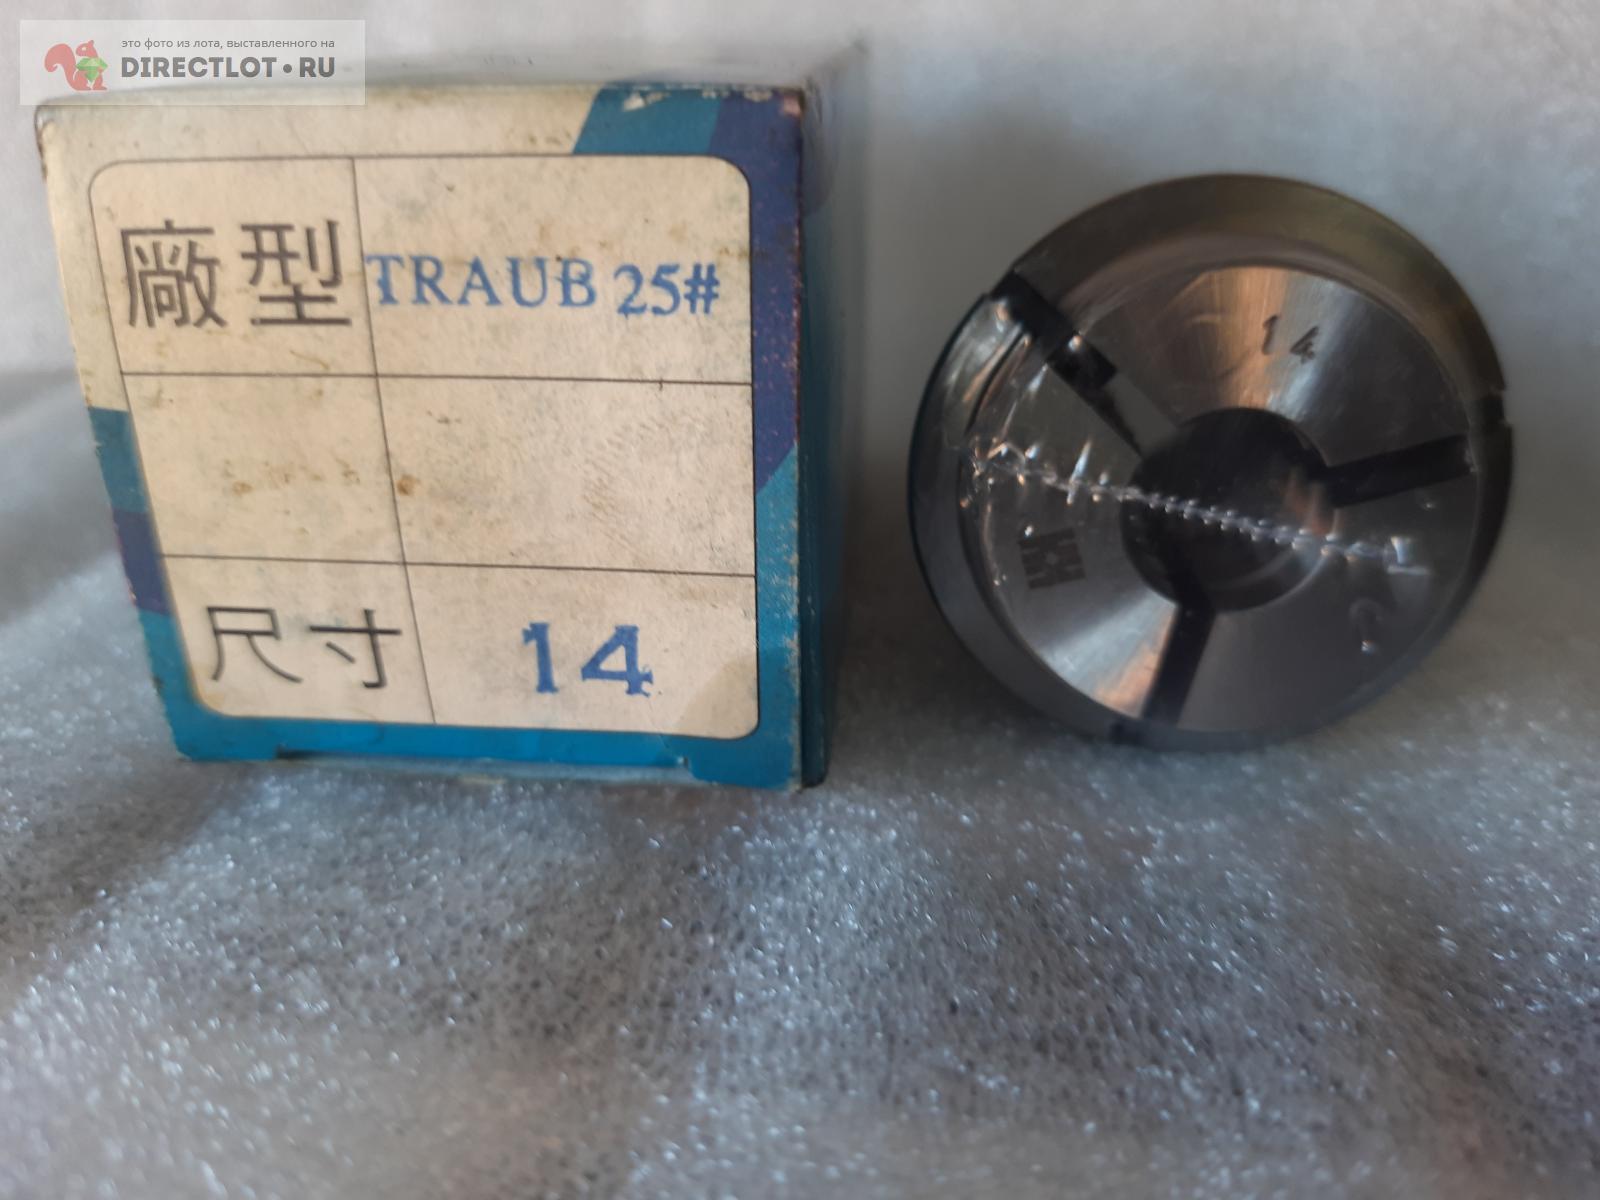 это фото из лота, выставленного на
DIRECTLOT•RU
廠型 TRAUB 25#
尺寸 14
14